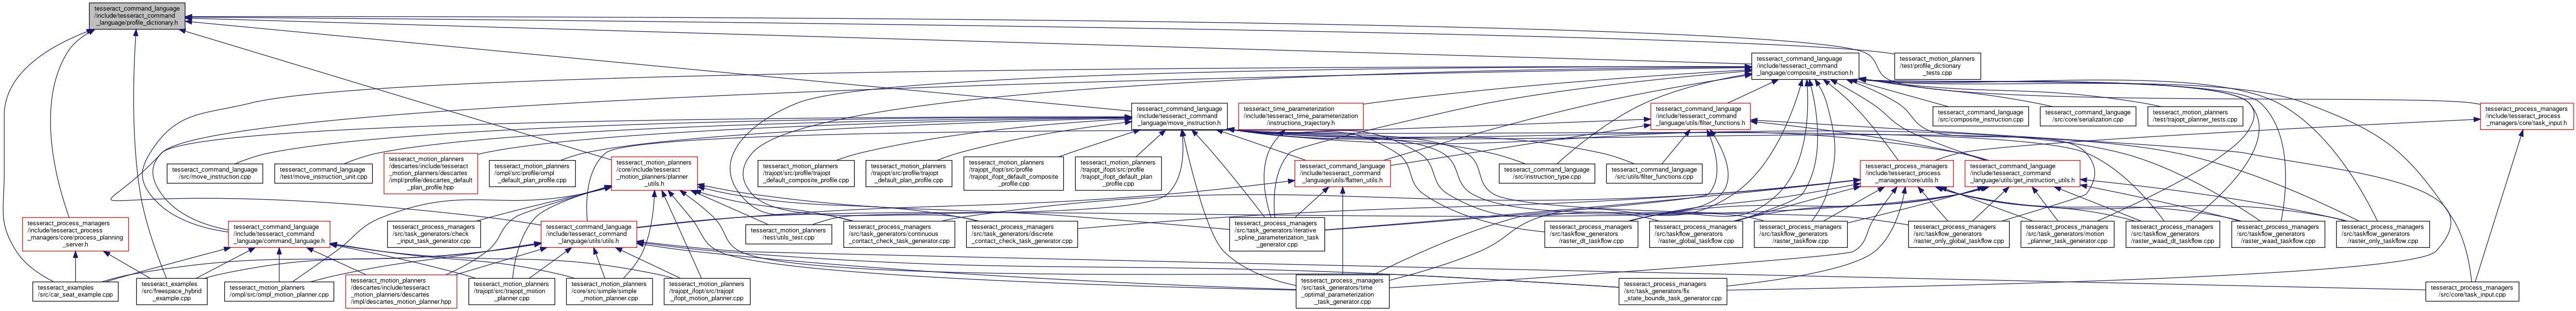 tesseract_command_language
/include/tesseract_command
_language/profile_dictionary.h
tesseract_command_language
/include/tesseract_command
_language/composite_instruction.h
tesseract_motion_planners
/test/profile_dictionary
_tests.cpp
tesseract_command_language
/include/tesseract_command
_language/move_instruction.h
tesseract_time_parameterization
/include/tesseract_time_parameterization
/instructions_trajectory.h
tesseract_command_language
/include/tesseract_command
_language/utils/filter_functions.h
tesseract_command_language
/src/composite_instruction.cpp
tesseract_command_language
/src/core/serialization.cpp
tesseract_motion_planners
/test/trajopt_planner_tests.cpp
tesseract_process_managers
/include/tesseract_process
_managers/core/task_input.h
tesseract_command_language
/src/move_instruction.cpp
tesseract_command_language
/test/move_instruction_unit.cpp
tesseract_motion_planners
/descartes/include/tesseract
_motion_planners/descartes
/impl/profile/descartes_default
_plan_profile.hpp
tesseract_motion_planners
/ompl/src/profile/ompl
_default_plan_profile.cpp
tesseract_motion_planners
/core/include/tesseract
_motion_planners/planner
_utils.h
tesseract_motion_planners
/trajopt/src/profile/trajopt
_default_composite_profile.cpp
tesseract_motion_planners
/trajopt/src/profile/trajopt
_default_plan_profile.cpp
tesseract_motion_planners
/trajopt_ifopt/src/profile
/trajopt_ifopt_default_composite
_profile.cpp
tesseract_motion_planners
/trajopt_ifopt/src/profile
/trajopt_ifopt_default_plan
_profile.cpp
tesseract_command_language
/include/tesseract_command
_language/utils/flatten_utils.h
tesseract_command_language
/src/instruction_type.cpp
tesseract_command_language
/src/utils/filter_functions.cpp
tesseract_process_managers
/include/tesseract_process
_managers/core/utils.h
tesseract_command_language
/include/tesseract_command
_language/utils/get_instruction_utils.h
tesseract_process_managers
/include/tesseract_process
_managers/core/process_planning
_server.h
tesseract_command_language
/include/tesseract_command
_language/command_language.h
tesseract_process_managers
/src/task_generators/check
_input_task_generator.cpp
tesseract_command_language
/include/tesseract_command
_language/utils/utils.h
tesseract_motion_planners
/test/utils_test.cpp
tesseract_process_managers
/src/task_generators/continuous
_contact_check_task_generator.cpp
tesseract_process_managers
/src/task_generators/discrete
_contact_check_task_generator.cpp
tesseract_process_managers
/src/task_generators/iterative
_spline_parameterization_task
_generator.cpp
tesseract_process_managers
/src/taskflow_generators
/raster_dt_taskflow.cpp
tesseract_process_managers
/src/taskflow_generators
/raster_global_taskflow.cpp
tesseract_process_managers
/src/taskflow_generators
/raster_taskflow.cpp
tesseract_process_managers
/src/taskflow_generators
/raster_only_global_taskflow.cpp
tesseract_process_managers
/src/task_generators/motion
_planner_task_generator.cpp
tesseract_process_managers
/src/taskflow_generators
/raster_waad_dt_taskflow.cpp
tesseract_process_managers
/src/taskflow_generators
/raster_waad_taskflow.cpp
tesseract_process_managers
/src/taskflow_generators
/raster_only_taskflow.cpp
tesseract_examples
/src/car_seat_example.cpp
tesseract_examples
/src/freespace_hybrid
_example.cpp
tesseract_motion_planners
/ompl/src/ompl_motion_planner.cpp
tesseract_motion_planners
/descartes/include/tesseract
_motion_planners/descartes
/impl/descartes_motion_planner.hpp
tesseract_motion_planners
/trajopt/src/trajopt_motion
_planner.cpp
tesseract_motion_planners
/core/src/simple/simple
_motion_planner.cpp
tesseract_motion_planners
/trajopt_ifopt/src/trajopt
_ifopt_motion_planner.cpp
tesseract_process_managers
/src/task_generators/time
_optimal_parameterization
_task_generator.cpp
tesseract_process_managers
/src/task_generators/fix
_state_bounds_task_generator.cpp
tesseract_process_managers
/src/core/task_input.cpp